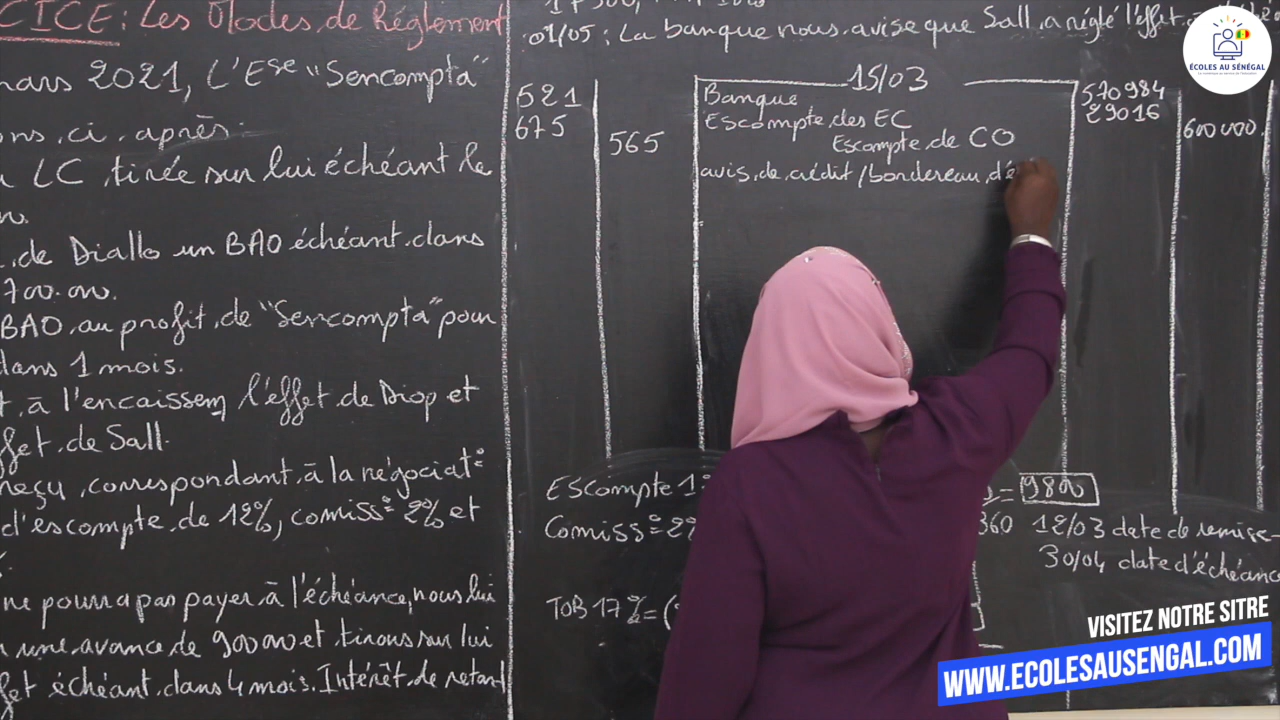 CICE: Les Modes de Réglement
mars 2021, L'Ese "Sencompta"
ons ci après.
LC tirée sur lui échéant le
de Diallo un BAO échéant dans
700.000.
BAO au profit de "Sencompta" pour
dans 1 mois.
à l'encaissem l'effet de Diop et
ffet de Sall.
reçu correspondant à la négociat°
d'escompte de 12%, comiss° 2% et
ne pourra pas payer à l'échéance, nous lui
une avance de 900000 et tirons sur lui
fet échéant dans 4 mois. Intérêt de retard
01/05: La banque nous avise que Sall a réglé l'effet
15/03
521 Banque 570 984
675 Escompte des EC 29016
565 Escompte de CO 600 000
avis de crédit/bordereau d'é
Escompte 1 = 9800
Comiss° 2% 360
12/03 date de remise
30/04 date d'échéance
TOB 17% = (
ÉCOLES AU SÉNÉGAL
VISITEZ NOTRE SITRE
WWW.ECOLESAUSENGAL.COM